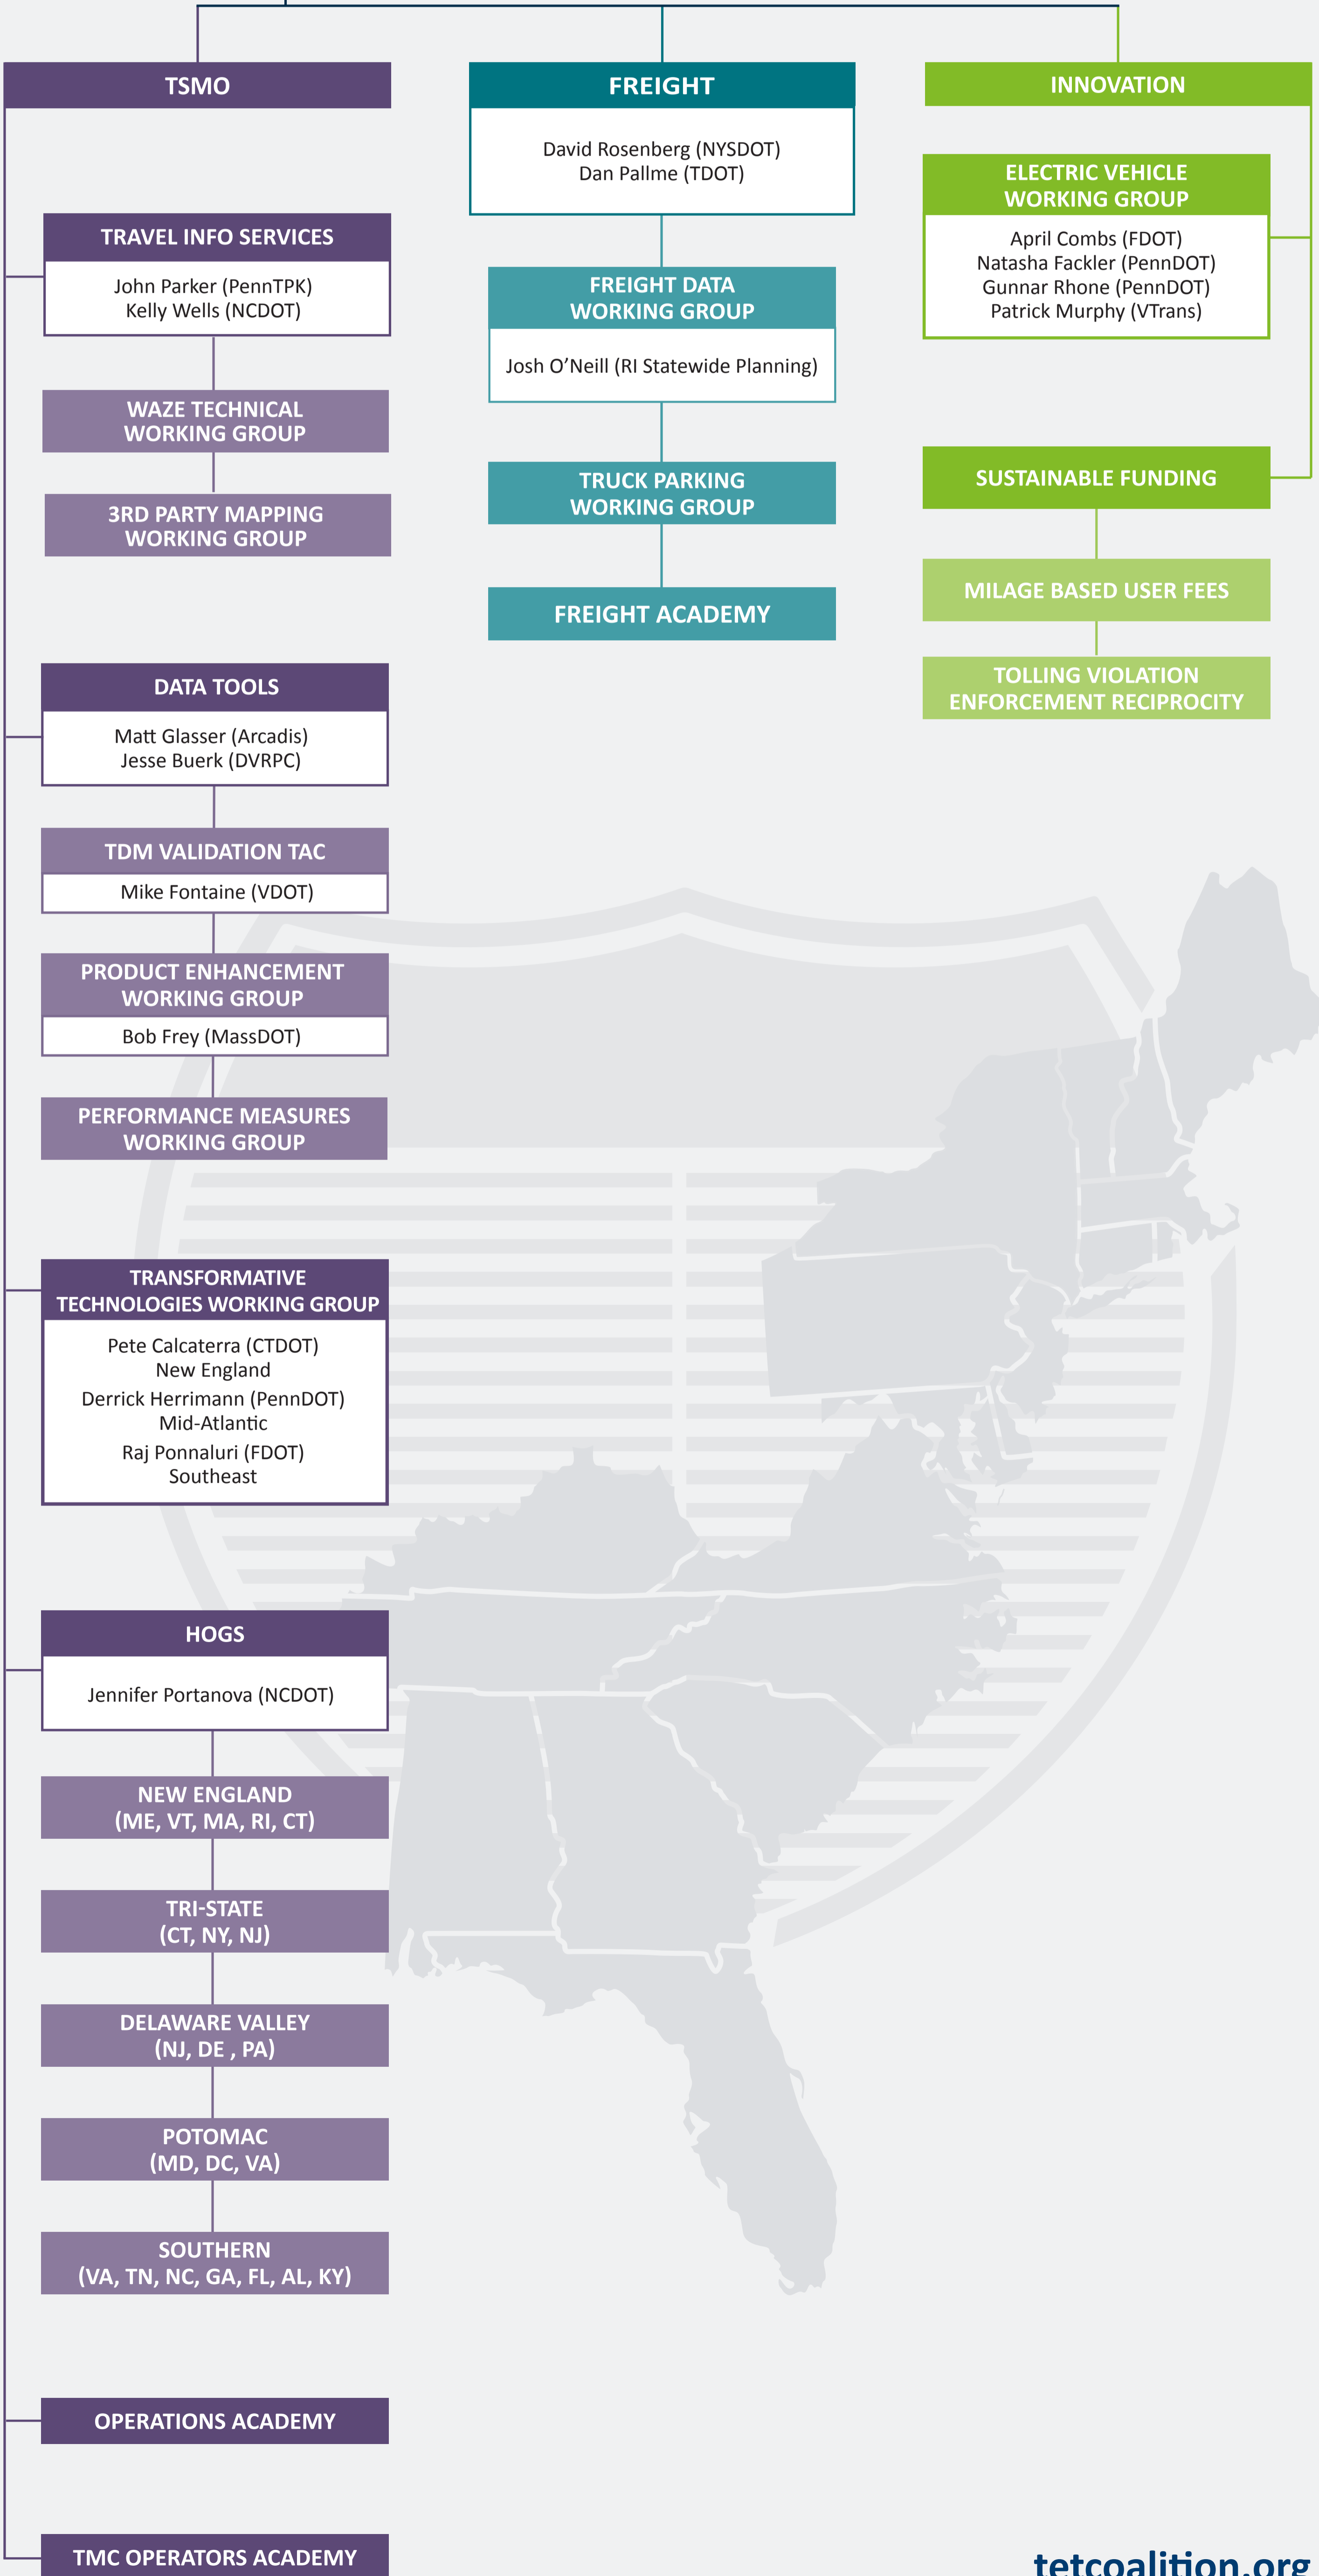 TSMO
TRAVEL INFO SERVICES
John Parker (PennTPK)
Kelly Wells (NCDOT)
WAZE TECHNICAL
WORKING GROUP
3RD PARTY MAPPING
WORKING GROUP
DATA TOOLS
Matt Glasser (Arcadis)
Jesse Buerk (DVRPC)
TDM VALIDATION TAC
Mike Fontaine (VDOT)
PRODUCT ENHANCEMENT
WORKING GROUP
Bob Frey (MassDOT)
PERFORMANCE MEASURES
WORKING GROUP
TRANSFORMATIVE
TECHNOLOGIES WORKING GROUP
Pete Calcaterra (CTDOT)
New England
Derrick Herrimann (PennDOT)
Mid-Atlantic
Raj Ponnaluri (FDOT)
Southeast
HOGS
Jennifer Portanova (NCDOT)
NEW ENGLAND
(ME, VT, MA, RI, CT)
TRI-STATE
(CT, NY, NJ)
DELAWARE VALLEY
(NJ, DE , PA)
POTOMAC
(MD, DC, VA)
SOUTHERN
(VA, TN, NC, GA, FL, AL, KY)
OPERATIONS ACADEMY
TMC OPERATORS ACADEMY
FREIGHT
David Rosenberg (NYSDOT)
Dan Pallme (TDOT)
FREIGHT DATA
WORKING GROUP
Josh O’Neill (RI Statewide Planning)
TRUCK PARKING
WORKING GROUP
FREIGHT ACADEMY
INNOVATION
ELECTRIC VEHICLE
WORKING GROUP
April Combs (FDOT)
Natasha Fackler (PennDOT)
Gunnar Rhone (PennDOT)
Patrick Murphy (VTrans)
SUSTAINABLE FUNDING
MILAGE BASED USER FEES
TOLLING VIOLATION
ENFORCEMENT RECIPROCITY
tetcoalition.org